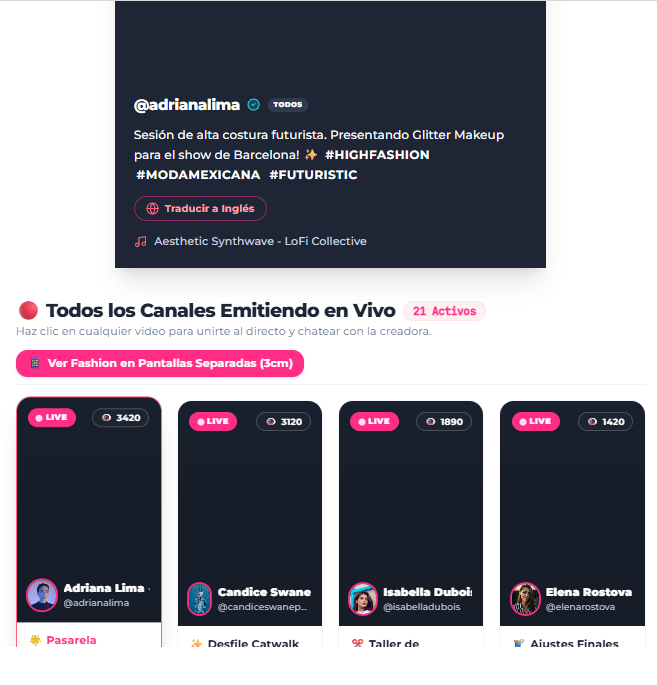 @adrianalima TODOS
Sesión de alta costura futurista. Presentando Glitter Makeup
para el show de Barcelona! ✨ #HIGHFASHION
#MODAMEXICANA #FUTURISTIC
Traducir a Inglés
Aesthetic Synthwave - LoFi Collective
Todos los Canales Emitiendo en Vivo 21 Activos
Haz clic en cualquier video para unirte al directo y chatear con la creadora.
Ver Fashion en Pantallas Separadas (3cm)
LIVE 3420
LIVE 3120
LIVE 1890
LIVE 1420
Adriana Lima
@adrianalima
Candice Swane
@candiceswanep...
Isabella Dubois
@isabelladubois
Elena Rostova
@elenarostova
Pasarela
Desfile Catwalk
Taller de
Ajustes Finales